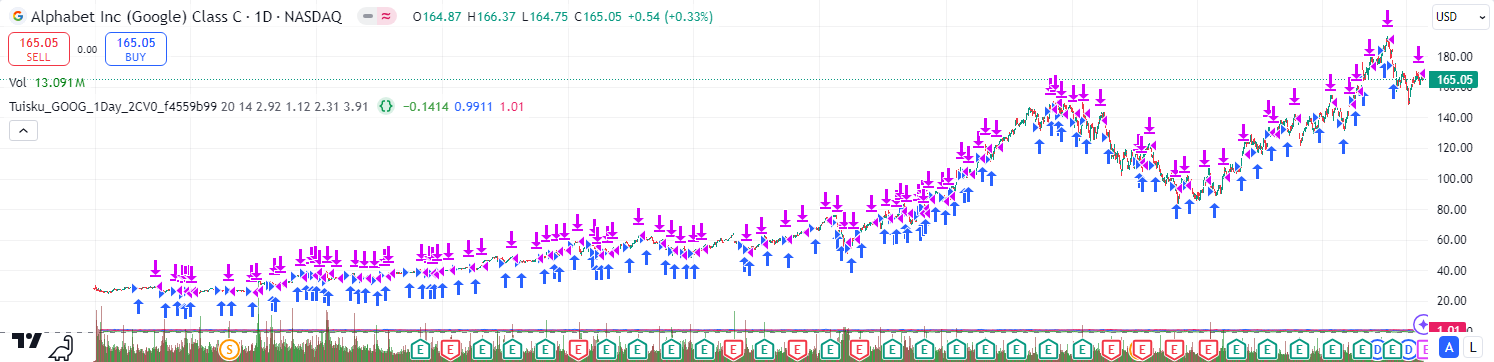 Alphabet Inc (Google) Class C · 1D · NASDAQ O164.87 H166.37 L164.75 C165.05 +0.54 (+0.33%)
USD
165.05 SELL 0.00 165.05 BUY
180.00
Vol 13.091M
165.05
Tuisku_GOOG_1Day_2CV0_f4559b99 20 14 2.92 1.12 2.31 3.91 {} −0.1414 0.9911 1.01
140.00
120.00
100.00
80.00
60.00
40.00
20.00
1.01
S E E E E E E E E E E E E E E E E E E E E E E E E E E E E E E E E D E D E
A L